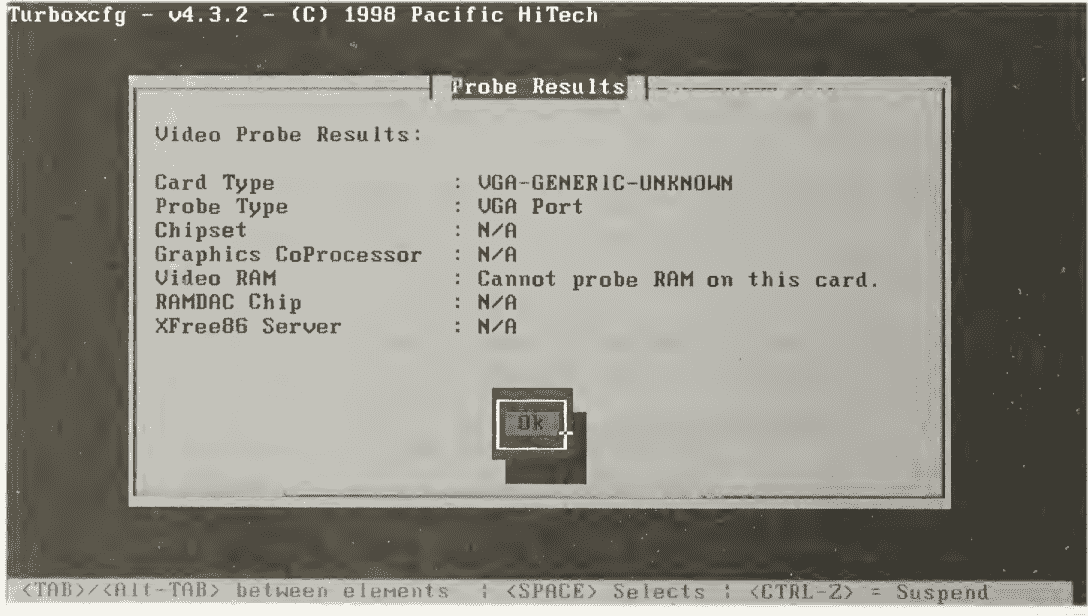 Turboxcfg - v4.3.2 - (C) 1998 Pacific HiTech
Probe Results
Video Probe Results:
Card Type : VGA-GENERIC-UNKNOWN
Probe Type : VGA Port
Chipset : N/A
Graphics CoProcessor : N/A
Video RAM : Cannot probe RAM on this card.
RAMDAC Chip : N/A
XFree86 Server : N/A
Ok
<TAB>/<Alt-TAB> between elements ¦ <SPACE> Selects ¦ <CTRL-Z> = Suspend